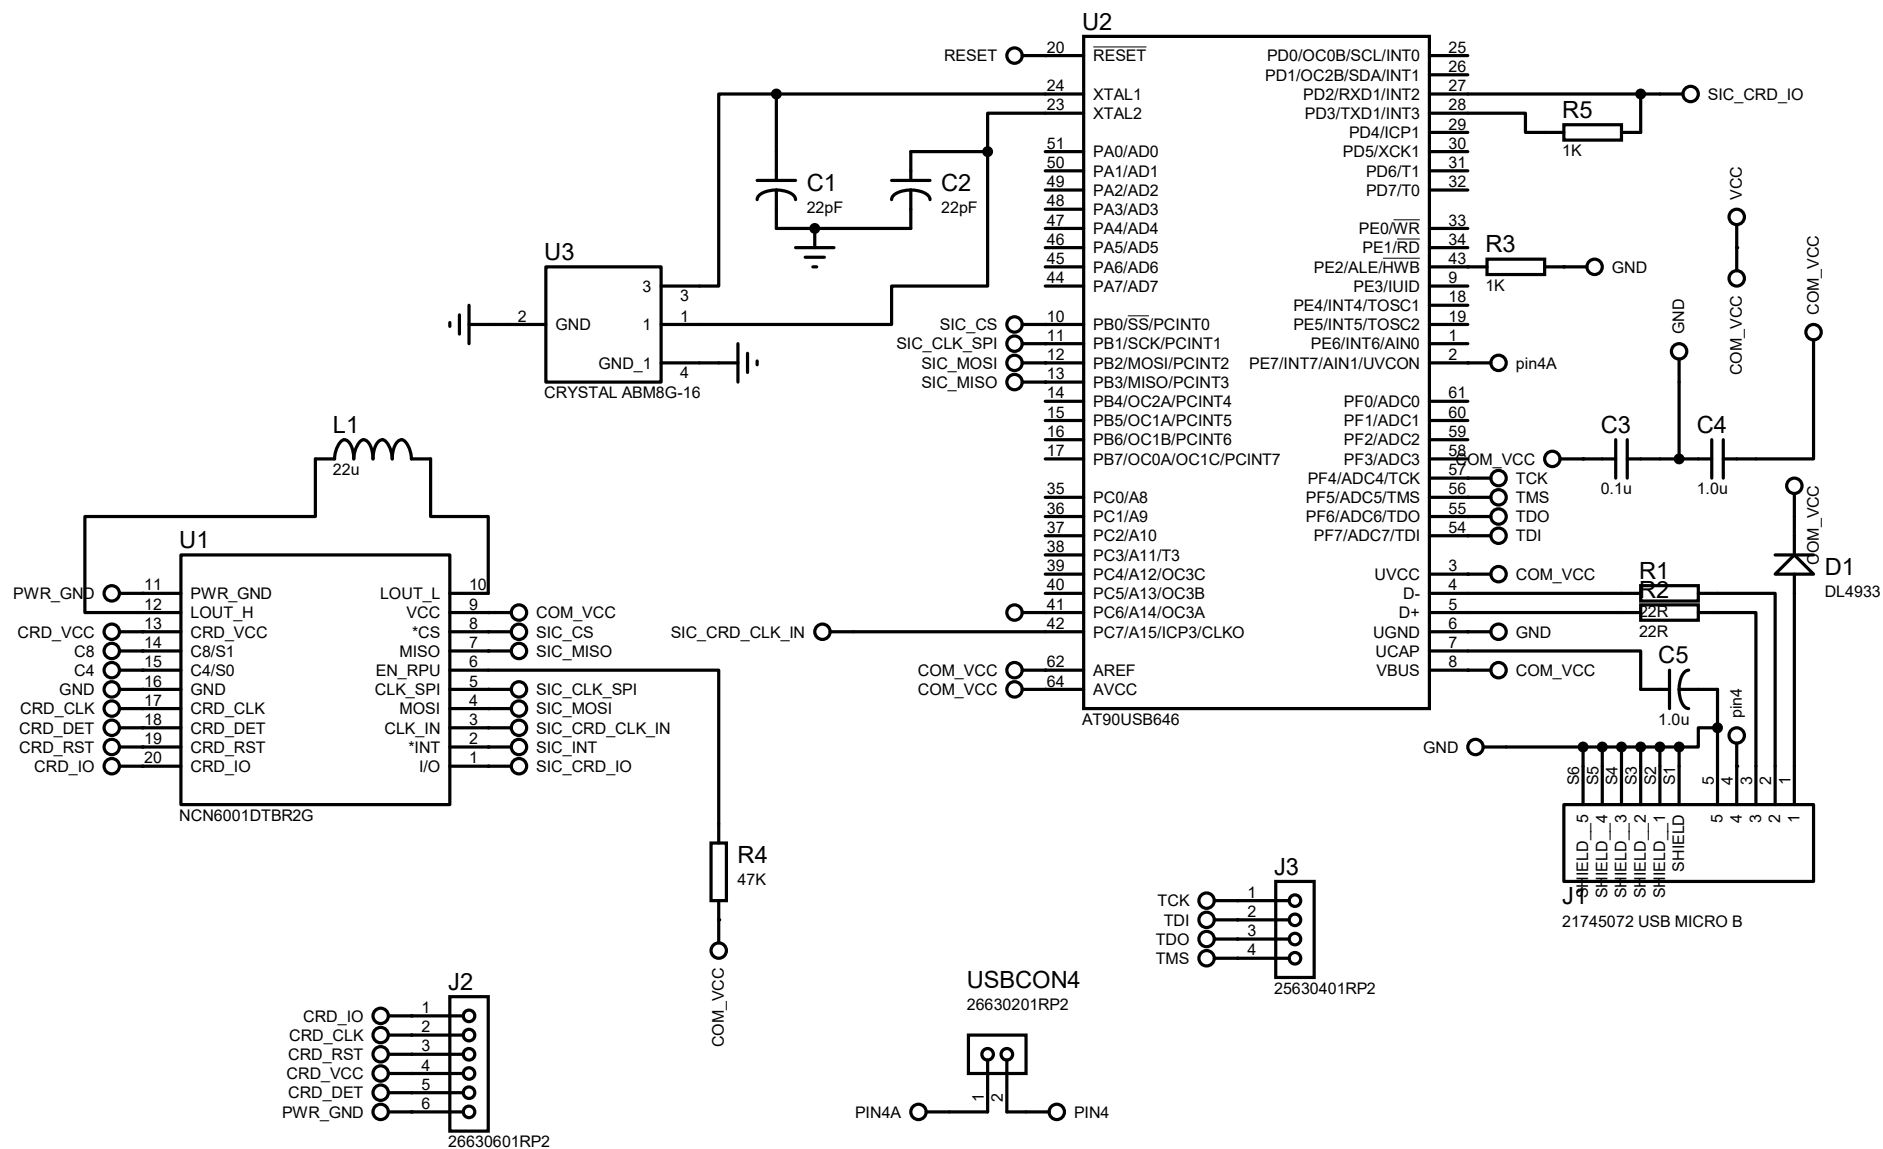 U2
RESET
20
RESET
24
XTAL1
23
XTAL2
51
PA0/AD0
50
PA1/AD1
49
PA2/AD2
48
PA3/AD3
47
PA4/AD4
46
PA5/AD5
45
PA6/AD6
44
PA7/AD7
SIC_CS
10
PB0/SS/PCINT0
SIC_CLK_SPI
11
PB1/SCK/PCINT1
SIC_MOSI
12
PB2/MOSI/PCINT2
SIC_MISO
13
PB3/MISO/PCINT3
14
PB4/OC2A/PCINT4
15
PB5/OC1A/PCINT5
16
PB6/OC1B/PCINT6
17
PB7/OC0A/OC1C/PCINT7
35
PC0/A8
36
PC1/A9
37
PC2/A10
38
PC3/A11/T3
39
PC4/A12/OC3C
40
PC5/A13/OC3B
41
PC6/A14/OC3A
SIC_CRD_CLK_IN
42
PC7/A15/ICP3/CLKO
COM_VCC
62
AREF
COM_VCC
64
AVCC
AT90USB646
PD0/OC0B/SCL/INT0
25
PD1/OC2B/SDA/INT1
26
PD2/RXD1/INT2
27
SIC_CRD_IO
PD3/TXD1/INT3
28
R5
1K
PD4/ICP1
29
PD5/XCK1
30
PD6/T1
31
PD7/T0
32
PE0/WR
33
PE1/RD
34
PE2/ALE/HWB
43
R3
1K
GND
PE3/IUID
9
PE4/INT4/TOSC1
18
PE5/INT5/TOSC2
19
PE6/INT6/AIN0
1
PE7/INT7/AIN1/UVCON
2
pin4A
PF0/ADC0
61
PF1/ADC1
60
PF2/ADC2
59
PF3/ADC3
58
PF4/ADC4/TCK
57
TCK
PF5/ADC5/TMS
56
TMS
PF6/ADC6/TDO
55
TDO
PF7/ADC7/TDI
54
TDI
UVCC
3
COM_VCC
D-
4
R1
22R
D+
5
R2
22R
UGND
6
GND
UCAP
7
VBUS
8
COM_VCC
C5
1.0u
VCC
COM_VCC
GND
COM_VCC
COM_VCC
C3
0.1u
C4
1.0u
COM_VCC
D1
DL4933
C1
22pF
C2
22pF
U3
3
3
2
GND
1
1
GND_1
4
CRYSTAL ABM8G-16
L1
22u
U1
PWR_GND
11
PWR_GND
12
LOUT_H
CRD_VCC
13
CRD_VCC
C8
14
C8/S1
C4
15
C4/S0
GND
16
GND
CRD_CLK
17
CRD_CLK
CRD_DET
18
CRD_DET
CRD_RST
19
CRD_RST
CRD_IO
20
CRD_IO
LOUT_L
10
VCC
9
COM_VCC
*CS
8
SIC_CS
MISO
7
SIC_MISO
EN_RPU
6
CLK_SPI
5
SIC_CLK_SPI
MOSI
4
SIC_MOSI
CLK_IN
3
SIC_CRD_CLK_IN
*INT
2
SIC_INT
I/O
1
SIC_CRD_IO
NCN6001DTBR2G
R4
47K
COM_VCC
GND
pin4
S6
S5
S4
S3
S2
S1
5
4
3
2
1
SHIELD__5
SHIELD__4
SHIELD__3
SHIELD__2
SHIELD__1
SHIELD
5
4
3
2
1
J1
21745072 USB MICRO B
J3
TCK
1
TDI
2
TDO
3
TMS
4
25630401RP2
USBCON4
26630201RP2
1
2
PIN4A
PIN4
J2
CRD_IO
1
CRD_CLK
2
CRD_RST
3
CRD_VCC
4
CRD_DET
5
PWR_GND
6
26630601RP2